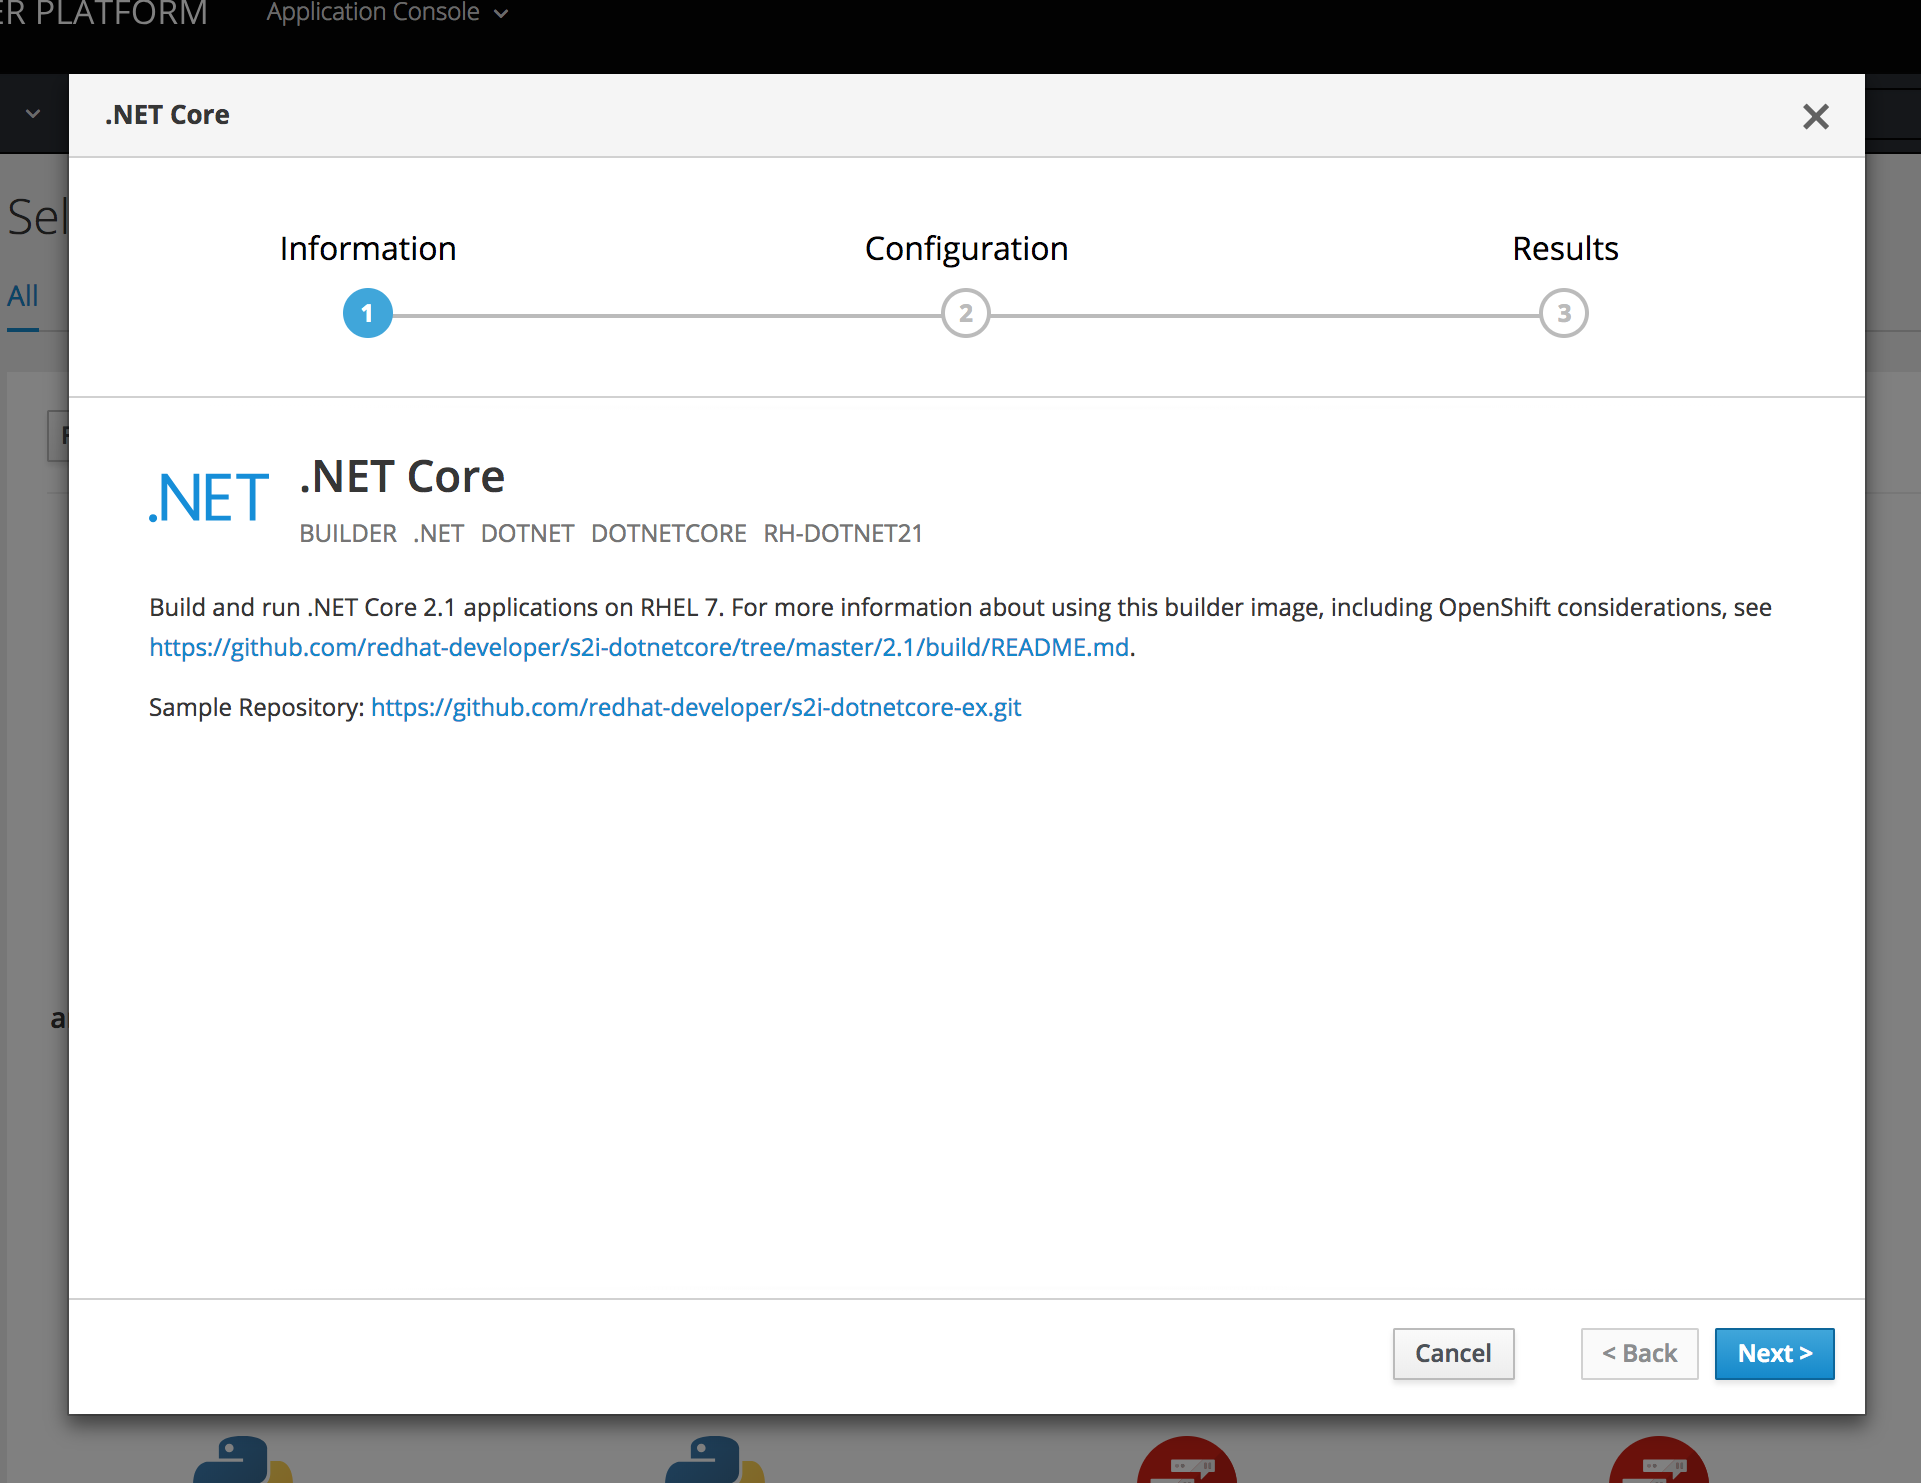 PLATFORM Application Console
.NET Core
Information Configuration Results
1 2 3
All
.NET .NET Core
BUILDER .NET DOTNET DOTNETCORE RH-DOTNET21
Build and run .NET Core 2.1 applications on RHEL 7. For more information about using this builder image, including OpenShift considerations, see
https://github.com/redhat-developer/s2i-dotnetcore/tree/master/2.1/build/README.md.
Sample Repository: https://github.com/redhat-developer/s2i-dotnetcore-ex.git
Cancel < Back Next >